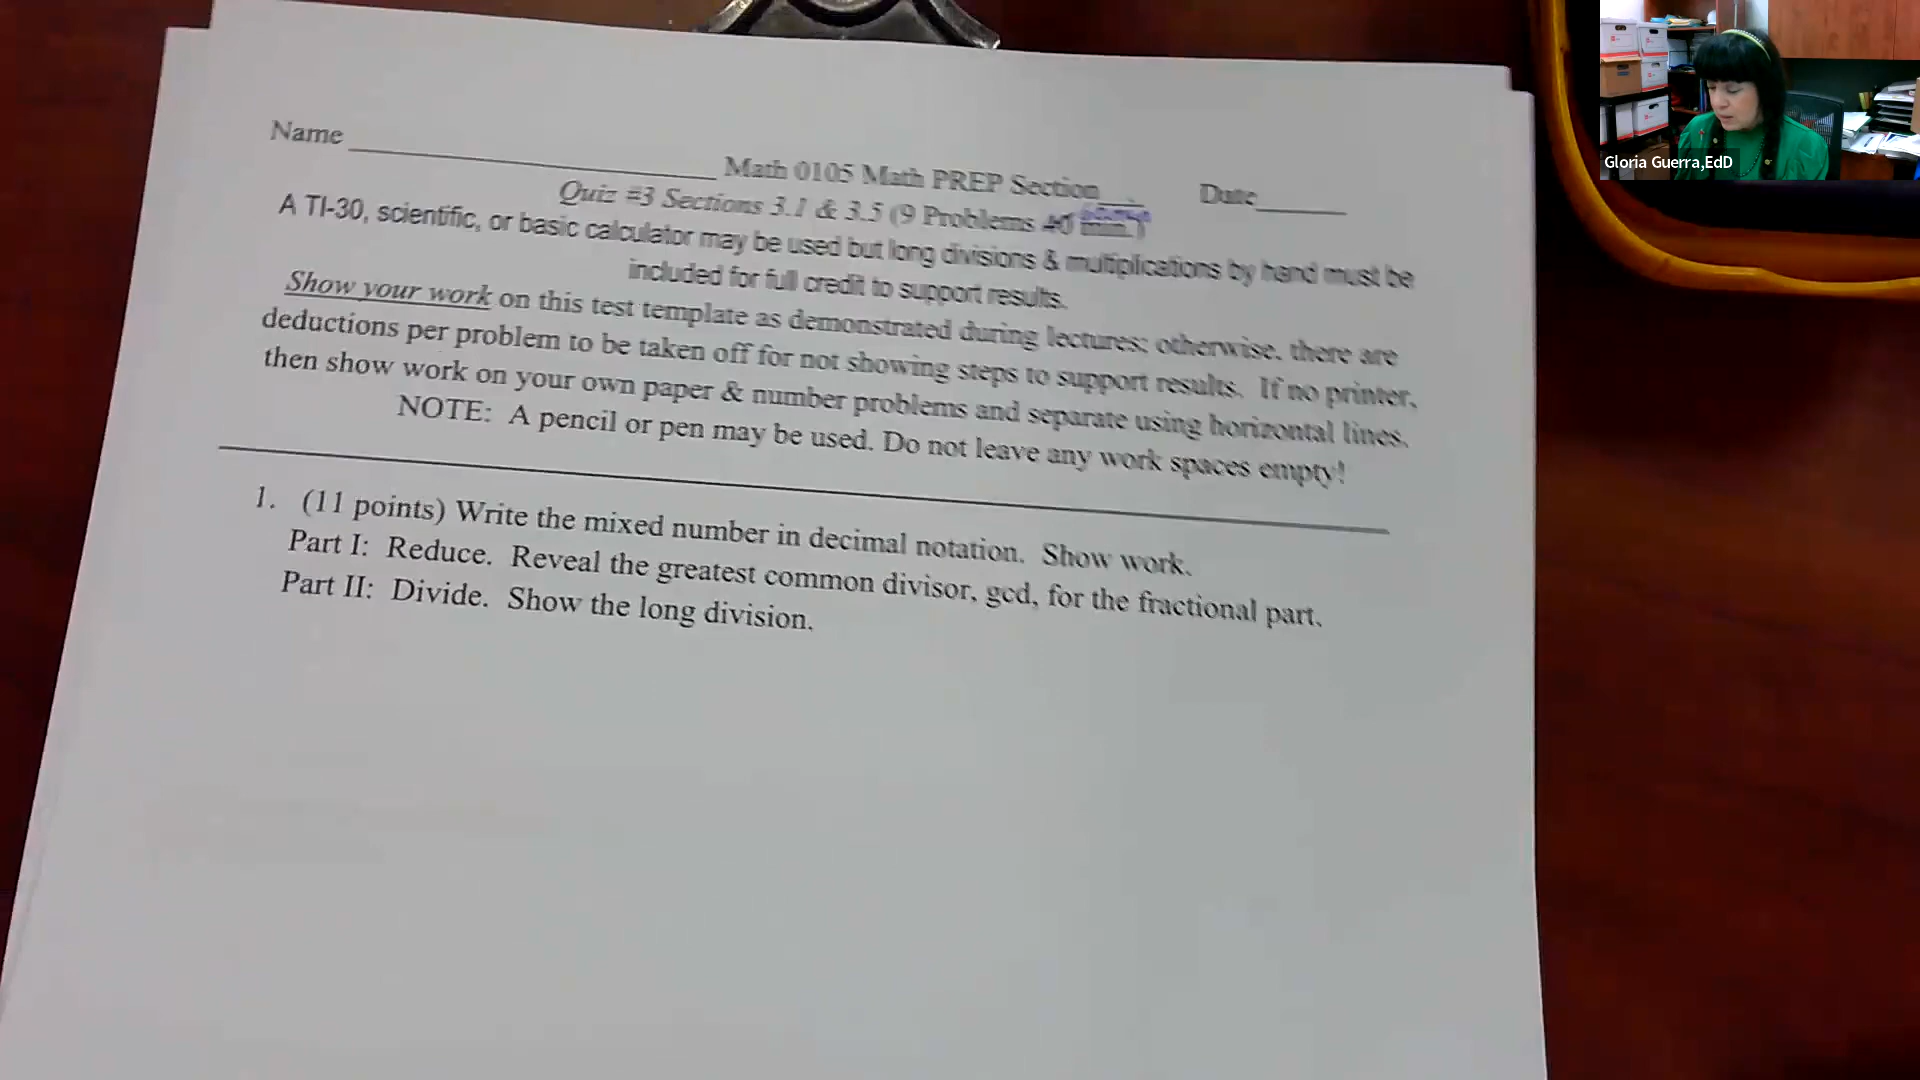 Name
Math 0105 Math PREP Section
Date
Quiz #3 Sections 3.1 & 3.5 (9 Problems
A TI-30, scientific, or basic calculator may be used but long divisions & multiplications by hand must be
included for full credit to support results.
Show your work on this test template as demonstrated during lectures; otherwise, there are
deductions per problem to be taken off for not showing steps to support results. If no printer,
then show work on your own paper & number problems and separate using horizontal lines.
NOTE: A pencil or pen may be used. Do not leave any work spaces empty!
1. (11 points) Write the mixed number in decimal notation. Show work.
Part I: Reduce. Reveal the greatest common divisor, gcd, for the fractional part.
Part II: Divide. Show the long division.
Gloria Guerra,EdD